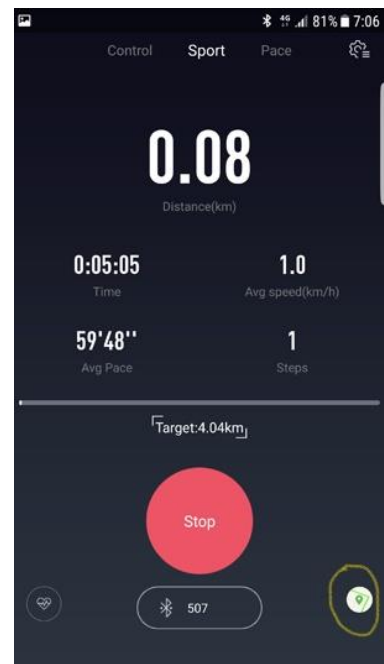 4G 81% 7:06
Control Sport Pace
0.08
Distance(km)
0:05:05 1.0
Time Avg speed(km/h)
59'48'' 1
Avg Pace Steps
Target:4.04km
Stop
507